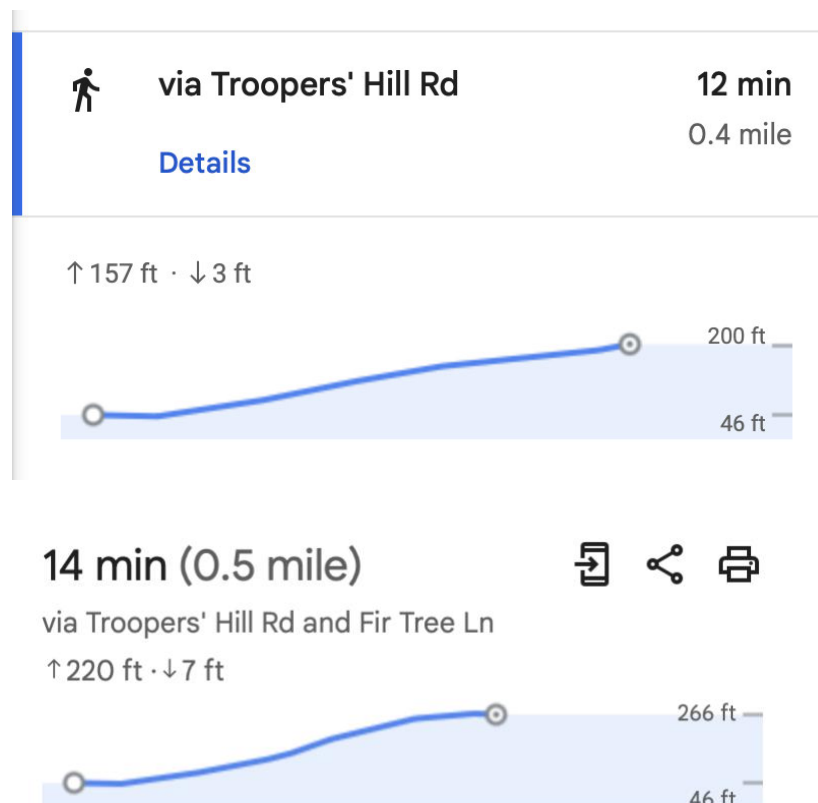 via Troopers' Hill Rd 12 min
0.4 mile
Details
↑ 157 ft · ↓ 3 ft
200 ft
46 ft
14 min (0.5 mile)
via Troopers' Hill Rd and Fir Tree Ln
↑ 220 ft · ↓ 7 ft
266 ft
46 ft